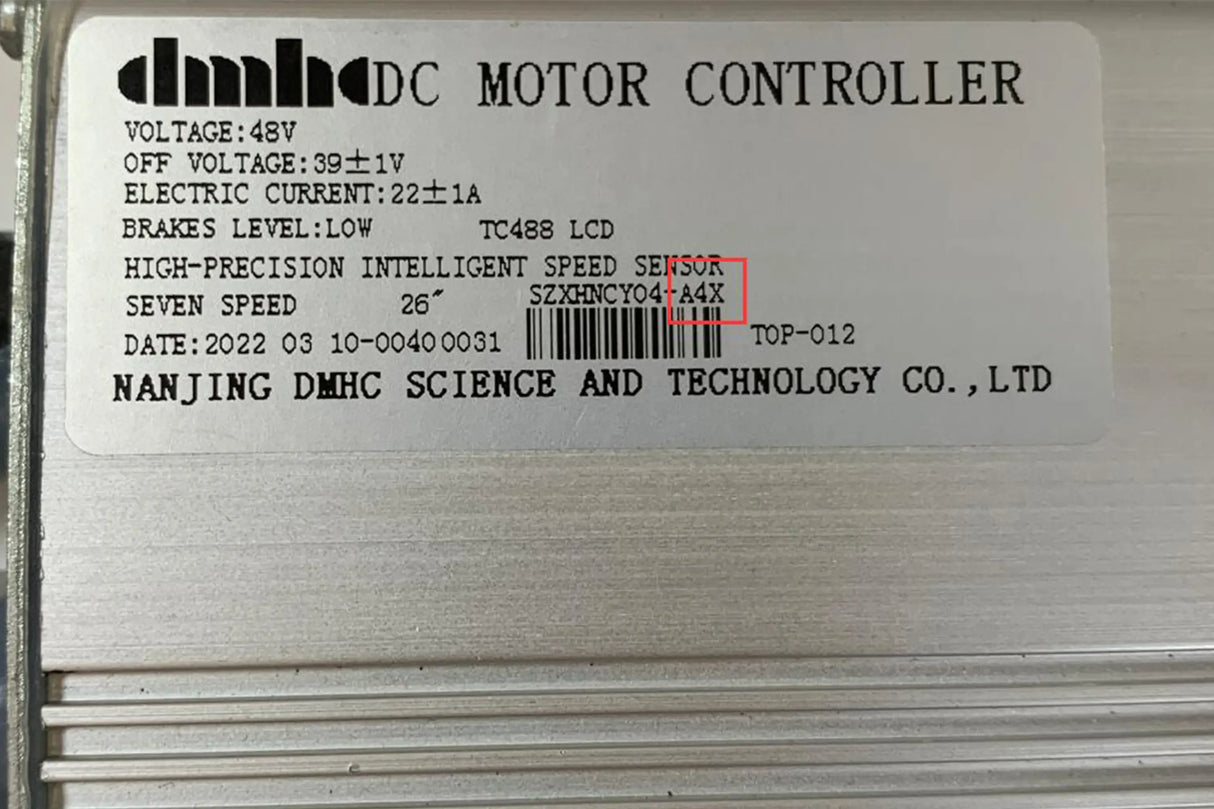 dmhc DC MOTOR CONTROLLER
VOLTAGE:48V
OFF VOLTAGE:39±1V
ELECTRIC CURRENT:22±1A
BRAKES LEVEL:LOW TC488 LCD
HIGH-PRECISION INTELLIGENT SPEED SENSOR
SEVEN SPEED 26″ SZXHNCY04-A4X
DATE:2022 03 10-00400031 TOP-012
NANJING DMHC SCIENCE AND TECHNOLOGY CO.,LTD